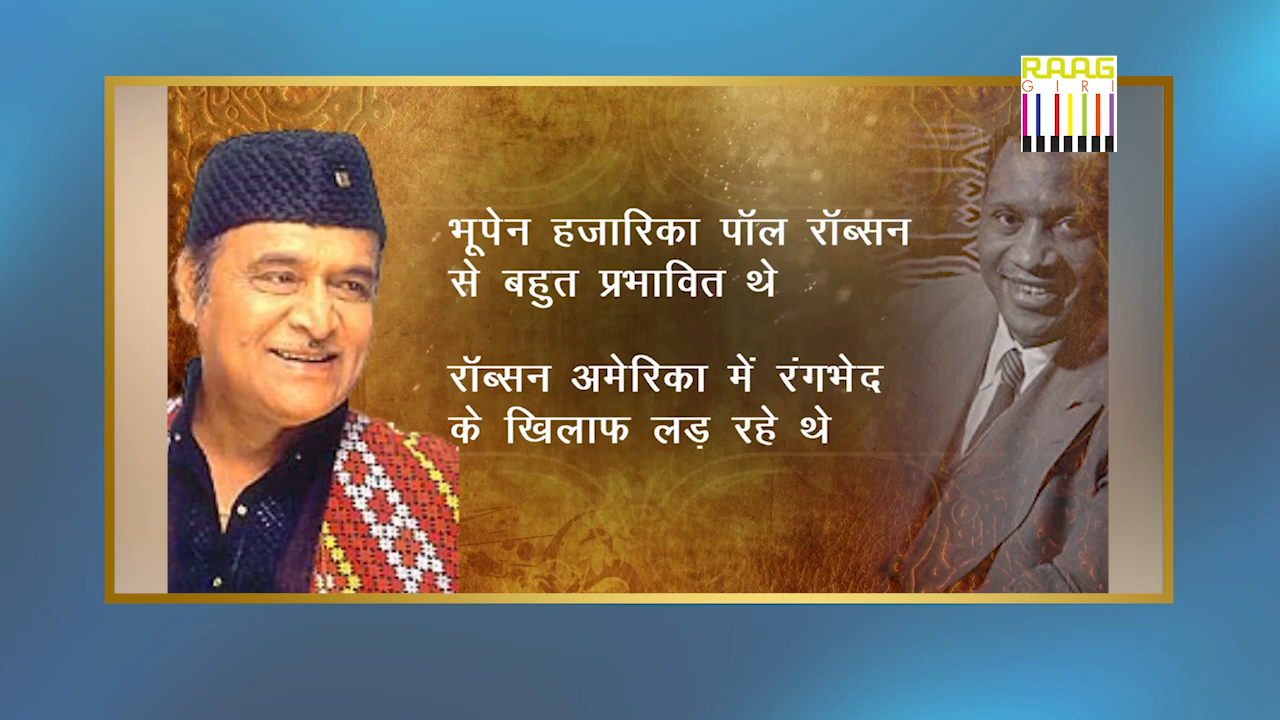 RAAG
GIRI
भूपेन हजारिका पॉल रॉब्सन
से बहुत प्रभावित थे
रॉब्सन अमेरिका में रंगभेद
के खिलाफ लड़ रहे थे